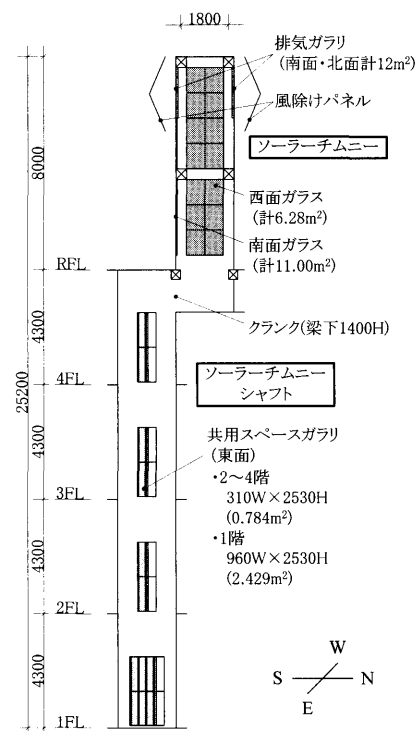 1800
排気ガラリ
(南面・北面計12m²)
風除けパネル
ソーラーチムニー
8000
西面ガラス
(計6.28m²)
南面ガラス
(計11.00m²)
RFL
クランク(梁下1400H)
4300
25200
4FL
ソーラーチムニー
シャフト
共用スペースガラリ
(東面)
・2〜4階
310W×2530H
(0.784m²)
・1階
960W×2530H
(2.429m²)
4300
3FL
4300
2FL
4300
1FL
W
S
N
E